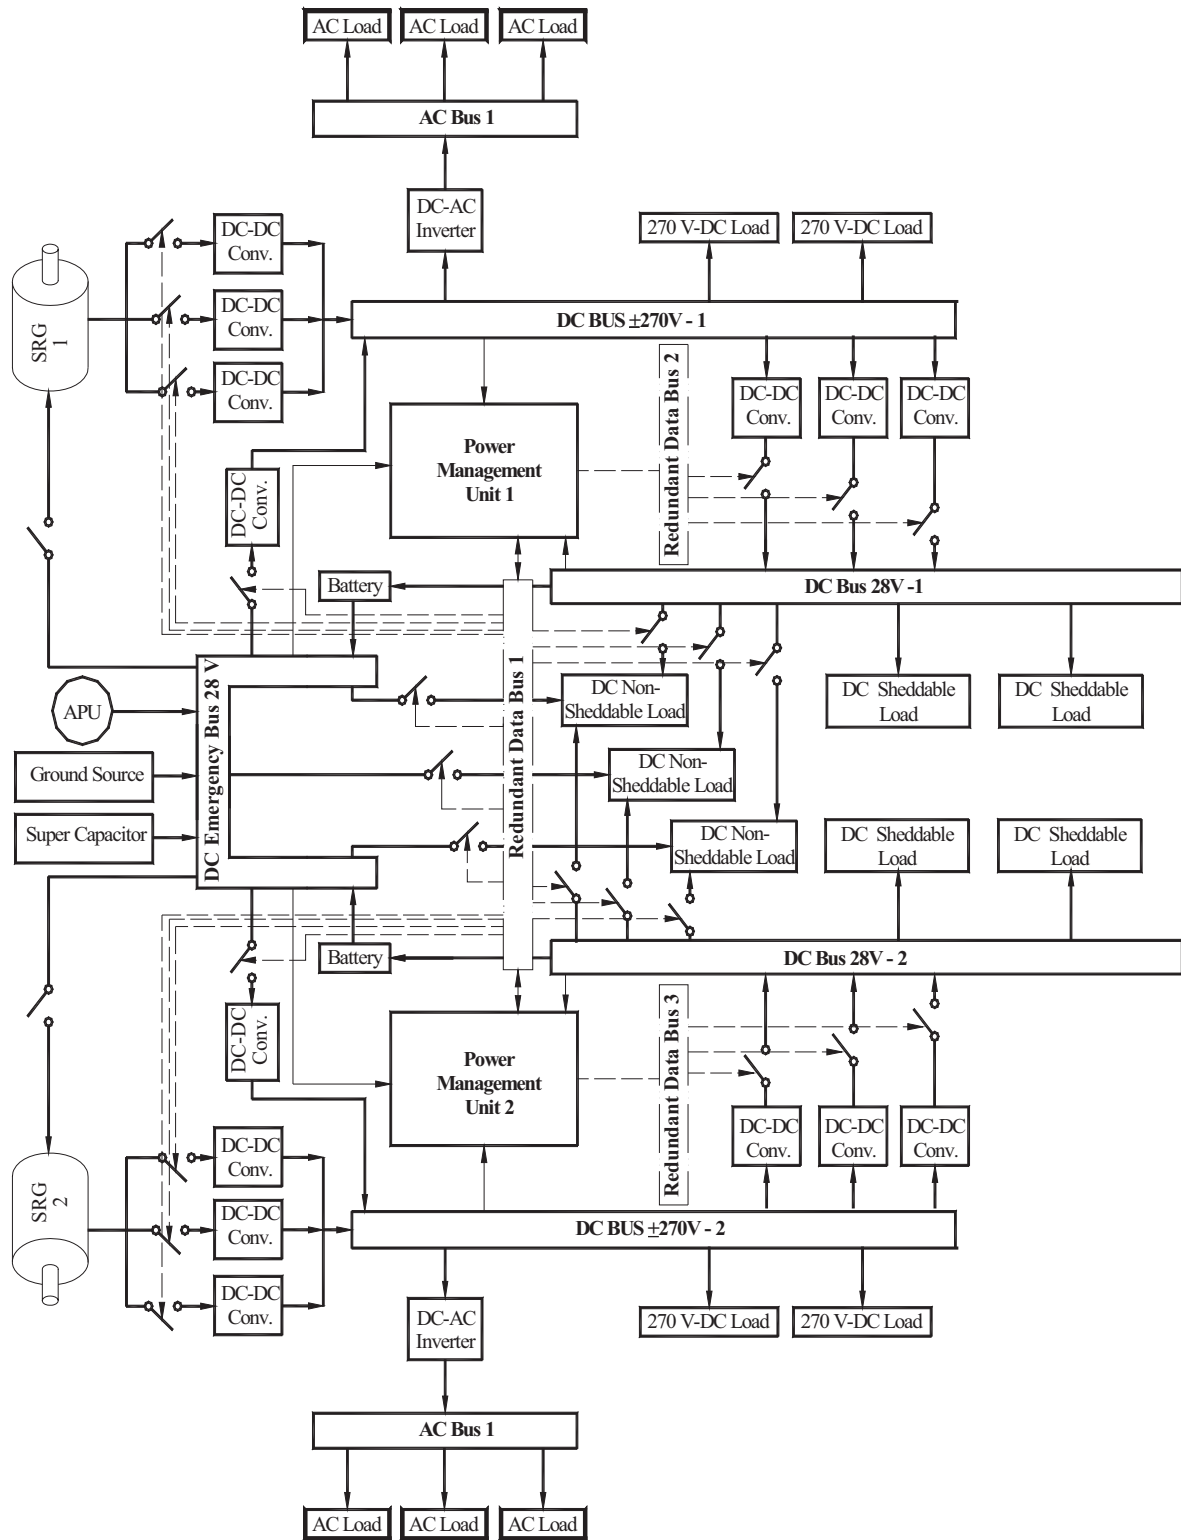 AC Load
AC Load
AC Load
AC Bus 1
DC-AC
Inverter
270 V-DC Load
270 V-DC Load
DC-DC
Conv.
DC-DC
Conv.
DC-DC
Conv.
SRG
1
DC BUS ±270V - 1
Redundant Data Bus 2
DC-DC
Conv.
DC-DC
Conv.
DC-DC
Conv.
Power
Management
Unit 1
DC-DC
Conv.
Battery
DC Bus 28V -1
DC Emergency Bus 28 V
Redundant Data Bus 1
DC Non-
Sheddable Load
DC Sheddable
Load
DC Sheddable
Load
APU
Ground Source
DC Non-
Sheddable Load
Super Capacitor
DC Non-
Sheddable Load
DC Sheddable
Load
DC Sheddable
Load
Battery
DC Bus 28V - 2
DC-DC
Conv.
Power
Management
Unit 2
Redundant Data Bus 3
DC-DC
Conv.
DC-DC
Conv.
DC-DC
Conv.
SRG
2
DC-DC
Conv.
DC-DC
Conv.
DC-DC
Conv.
DC BUS ±270V - 2
DC-AC
Inverter
270 V-DC Load
270 V-DC Load
AC Bus 1
AC Load
AC Load
AC Load